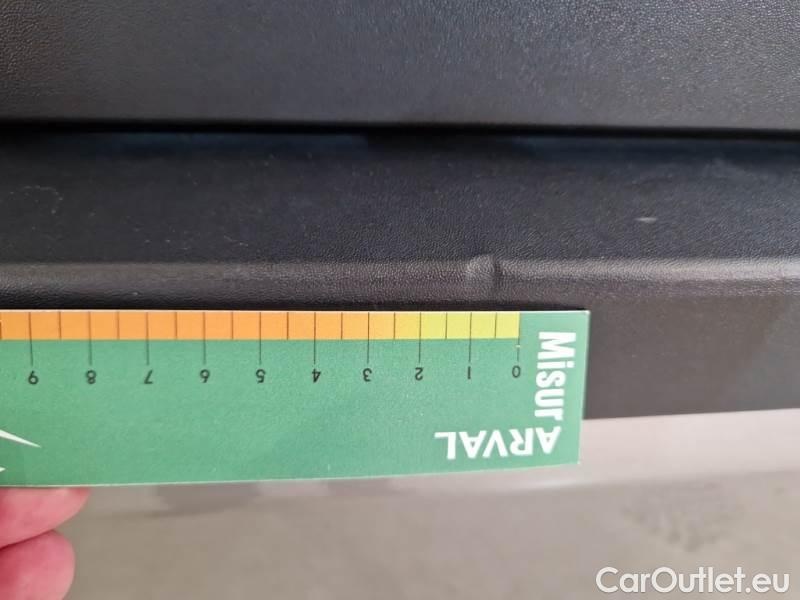 9 8 7 6 5 4 3 2 1 0
Misur
ARVAL
CarOutlet.eu